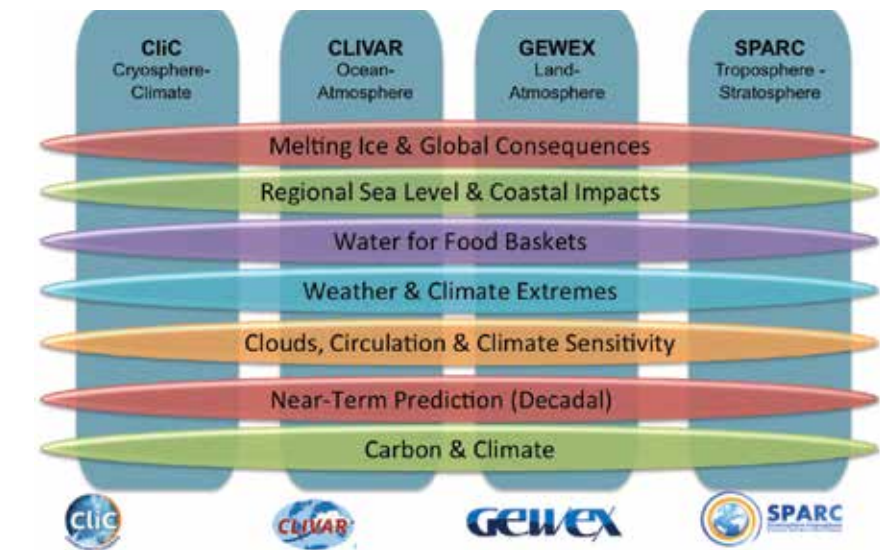 CliC
Cryosphere-
Climate
CLIVAR
Ocean-
Atmosphere
GEWEX
Land-
Atmosphere
SPARC
Troposphere -
Stratosphere
Melting Ice & Global Consequences
Regional Sea Level & Coastal Impacts
Water for Food Baskets
Weather & Climate Extremes
Clouds, Circulation & Climate Sensitivity
Near-Term Prediction (Decadal)
Carbon & Climate
CliC
CLIVAR
GEWEX
SPARC